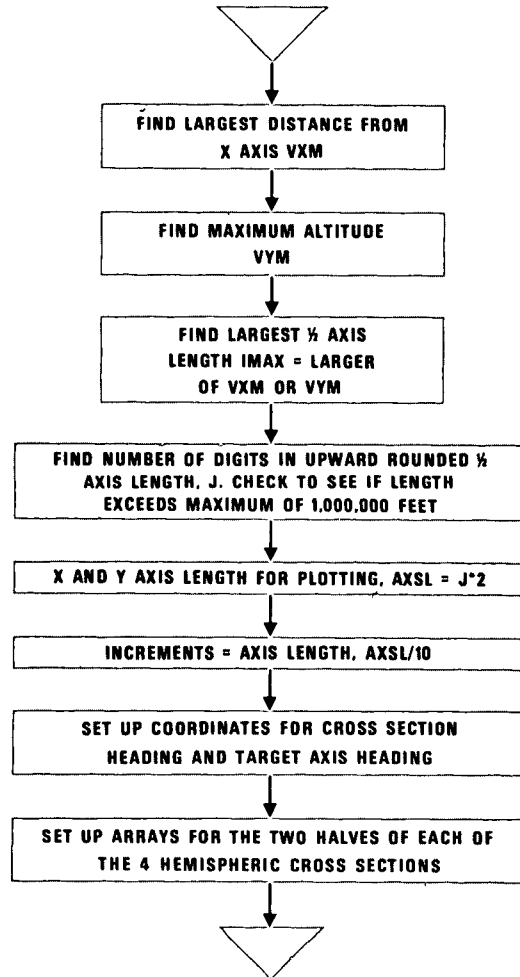 FIND LARGEST DISTANCE FROM
X AXIS VXM
FIND MAXIMUM ALTITUDE
VYM
FIND LARGEST ½ AXIS
LENGTH IMAX = LARGER
OF VXM OR VYM
FIND NUMBER OF DIGITS IN UPWARD ROUNDED ½
AXIS LENGTH, J. CHECK TO SEE IF LENGTH
EXCEEDS MAXIMUM OF 1,000,000 FEET
X AND Y AXIS LENGTH FOR PLOTTING, AXSL = J*2
INCREMENTS = AXIS LENGTH, AXSL/10
SET UP COORDINATES FOR CROSS SECTION
HEADING AND TARGET AXIS HEADING
SET UP ARRAYS FOR THE TWO HALVES OF EACH OF
THE 4 HEMISPHERIC CROSS SECTIONS